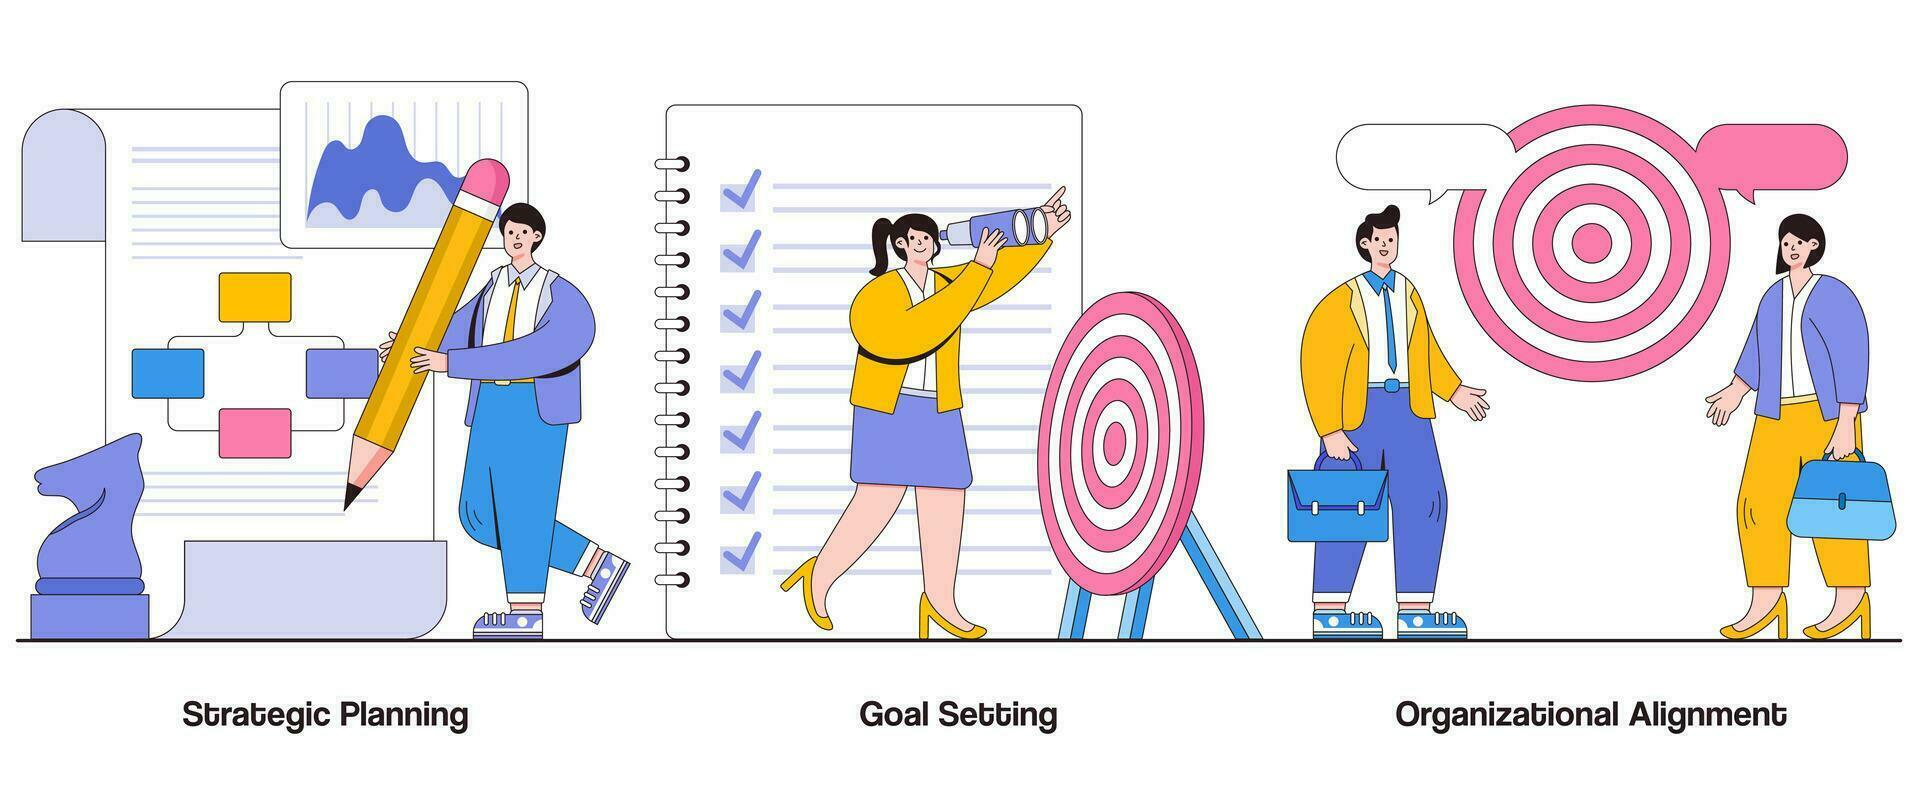 Strategic Planning
Goal Setting
Organizational Alignment